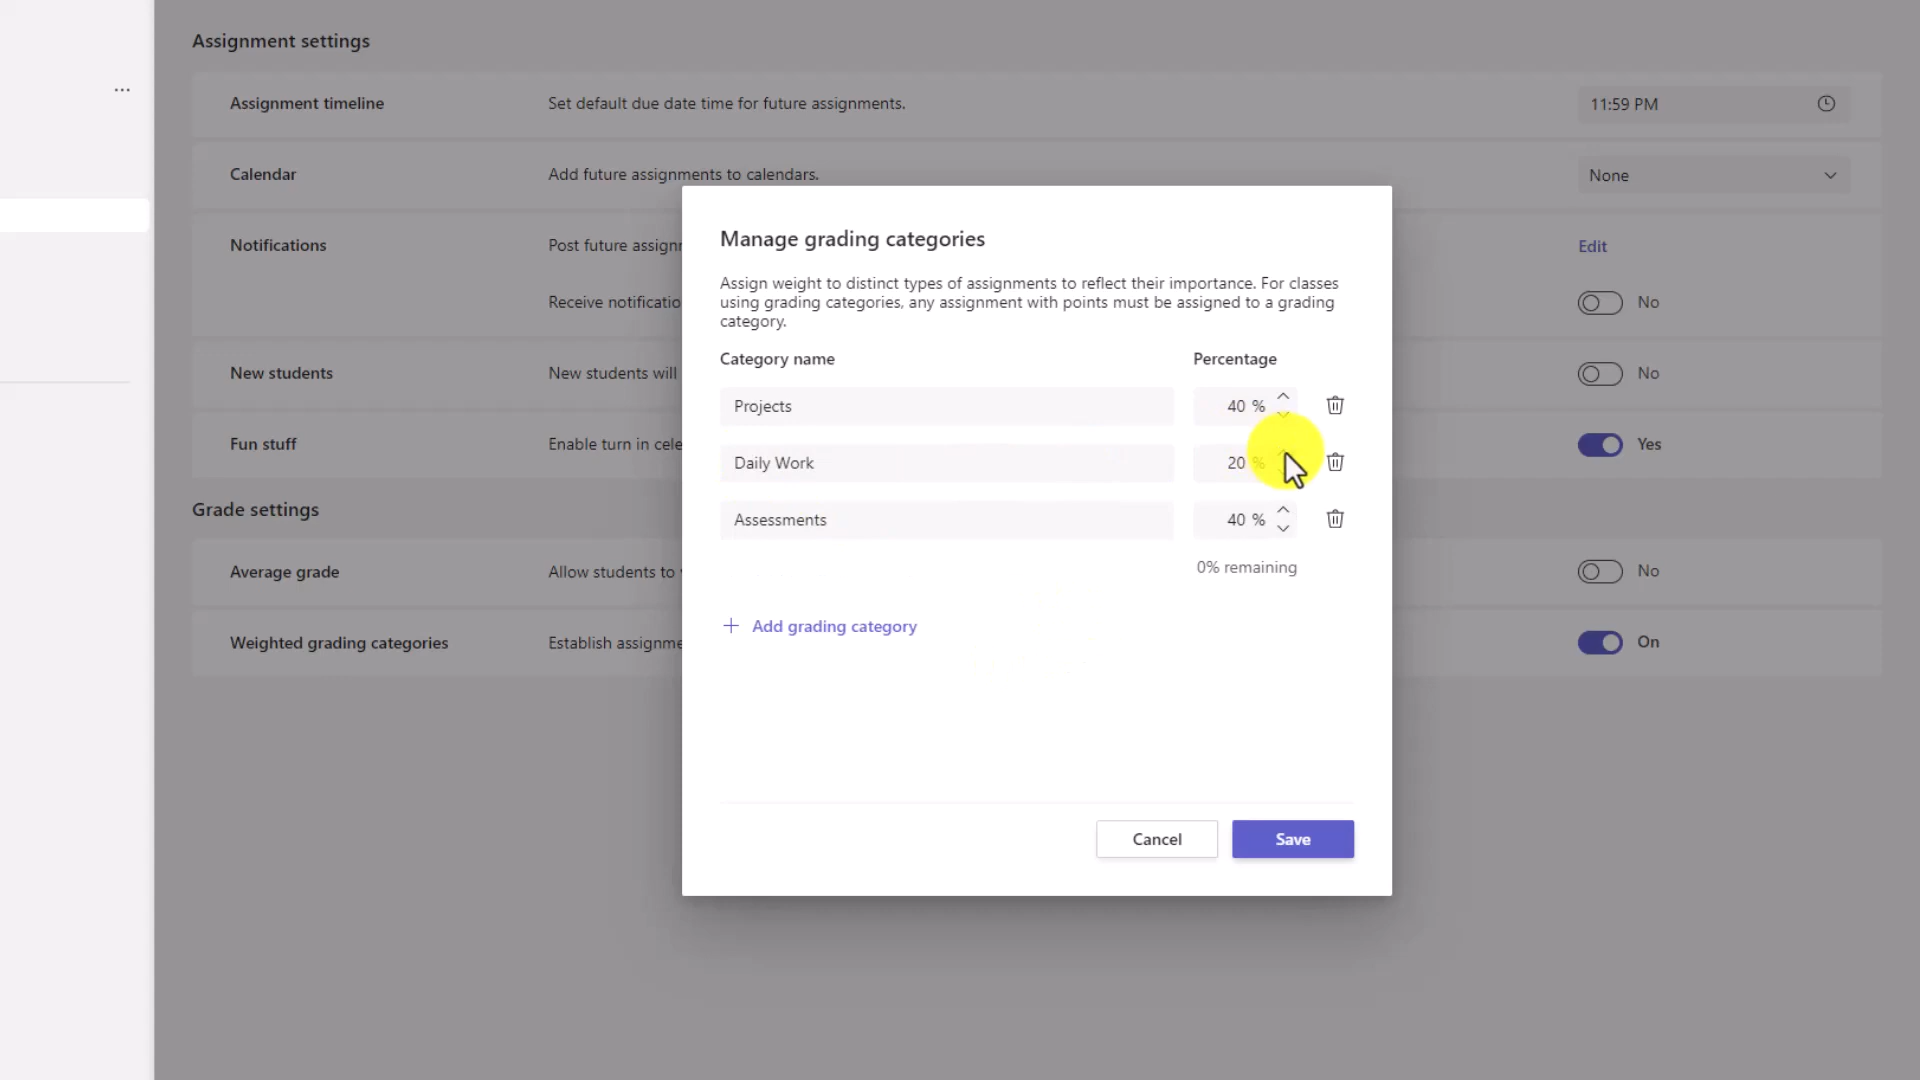 Assignment settings
Assignment timeline
Set default due date time for future assignments.
11:59 PM
Calendar
Add future assignments to calendars.
None
Notifications
Post future assign
Edit
Receive notificatio
No
New students
New students will
No
Fun stuff
Enable turn in cele
Yes
Grade settings
Average grade
Allow students to
No
Weighted grading categories
Establish assignme
On
Manage grading categories
Assign weight to distinct types of assignments to reflect their importance. For classes
using grading categories, any assignment with points must be assigned to a grading
category.
Category name
Percentage
Projects
40 %
Daily Work
20 %
Assessments
40 %
0% remaining
+ Add grading category
Cancel
Save